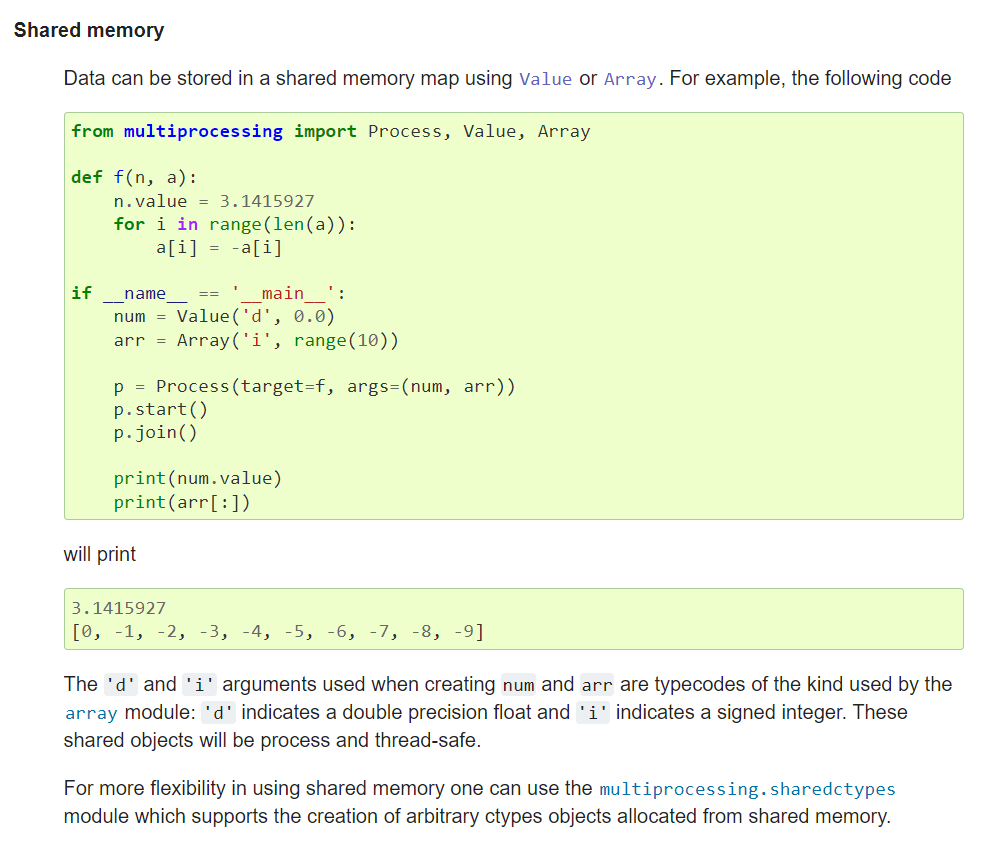 Shared memory
Data can be stored in a shared memory map using Value or Array. For example, the following code
from multiprocessing import Process, Value, Array
def f(n, a):
    n.value = 3.1415927
    for i in range(len(a)):
        a[i] = -a[i]
if __name__ == '__main__':
    num = Value('d', 0.0)
    arr = Array('i', range(10))
    p = Process(target=f, args=(num, arr))
    p.start()
    p.join()
    print(num.value)
    print(arr[:])
will print
3.1415927
[0, -1, -2, -3, -4, -5, -6, -7, -8, -9]
The 'd' and 'i' arguments used when creating num and arr are typecodes of the kind used by the
array module: 'd' indicates a double precision float and 'i' indicates a signed integer. These
shared objects will be process and thread-safe.
For more flexibility in using shared memory one can use the multiprocessing.sharedctypes
module which supports the creation of arbitrary ctypes objects allocated from shared memory.